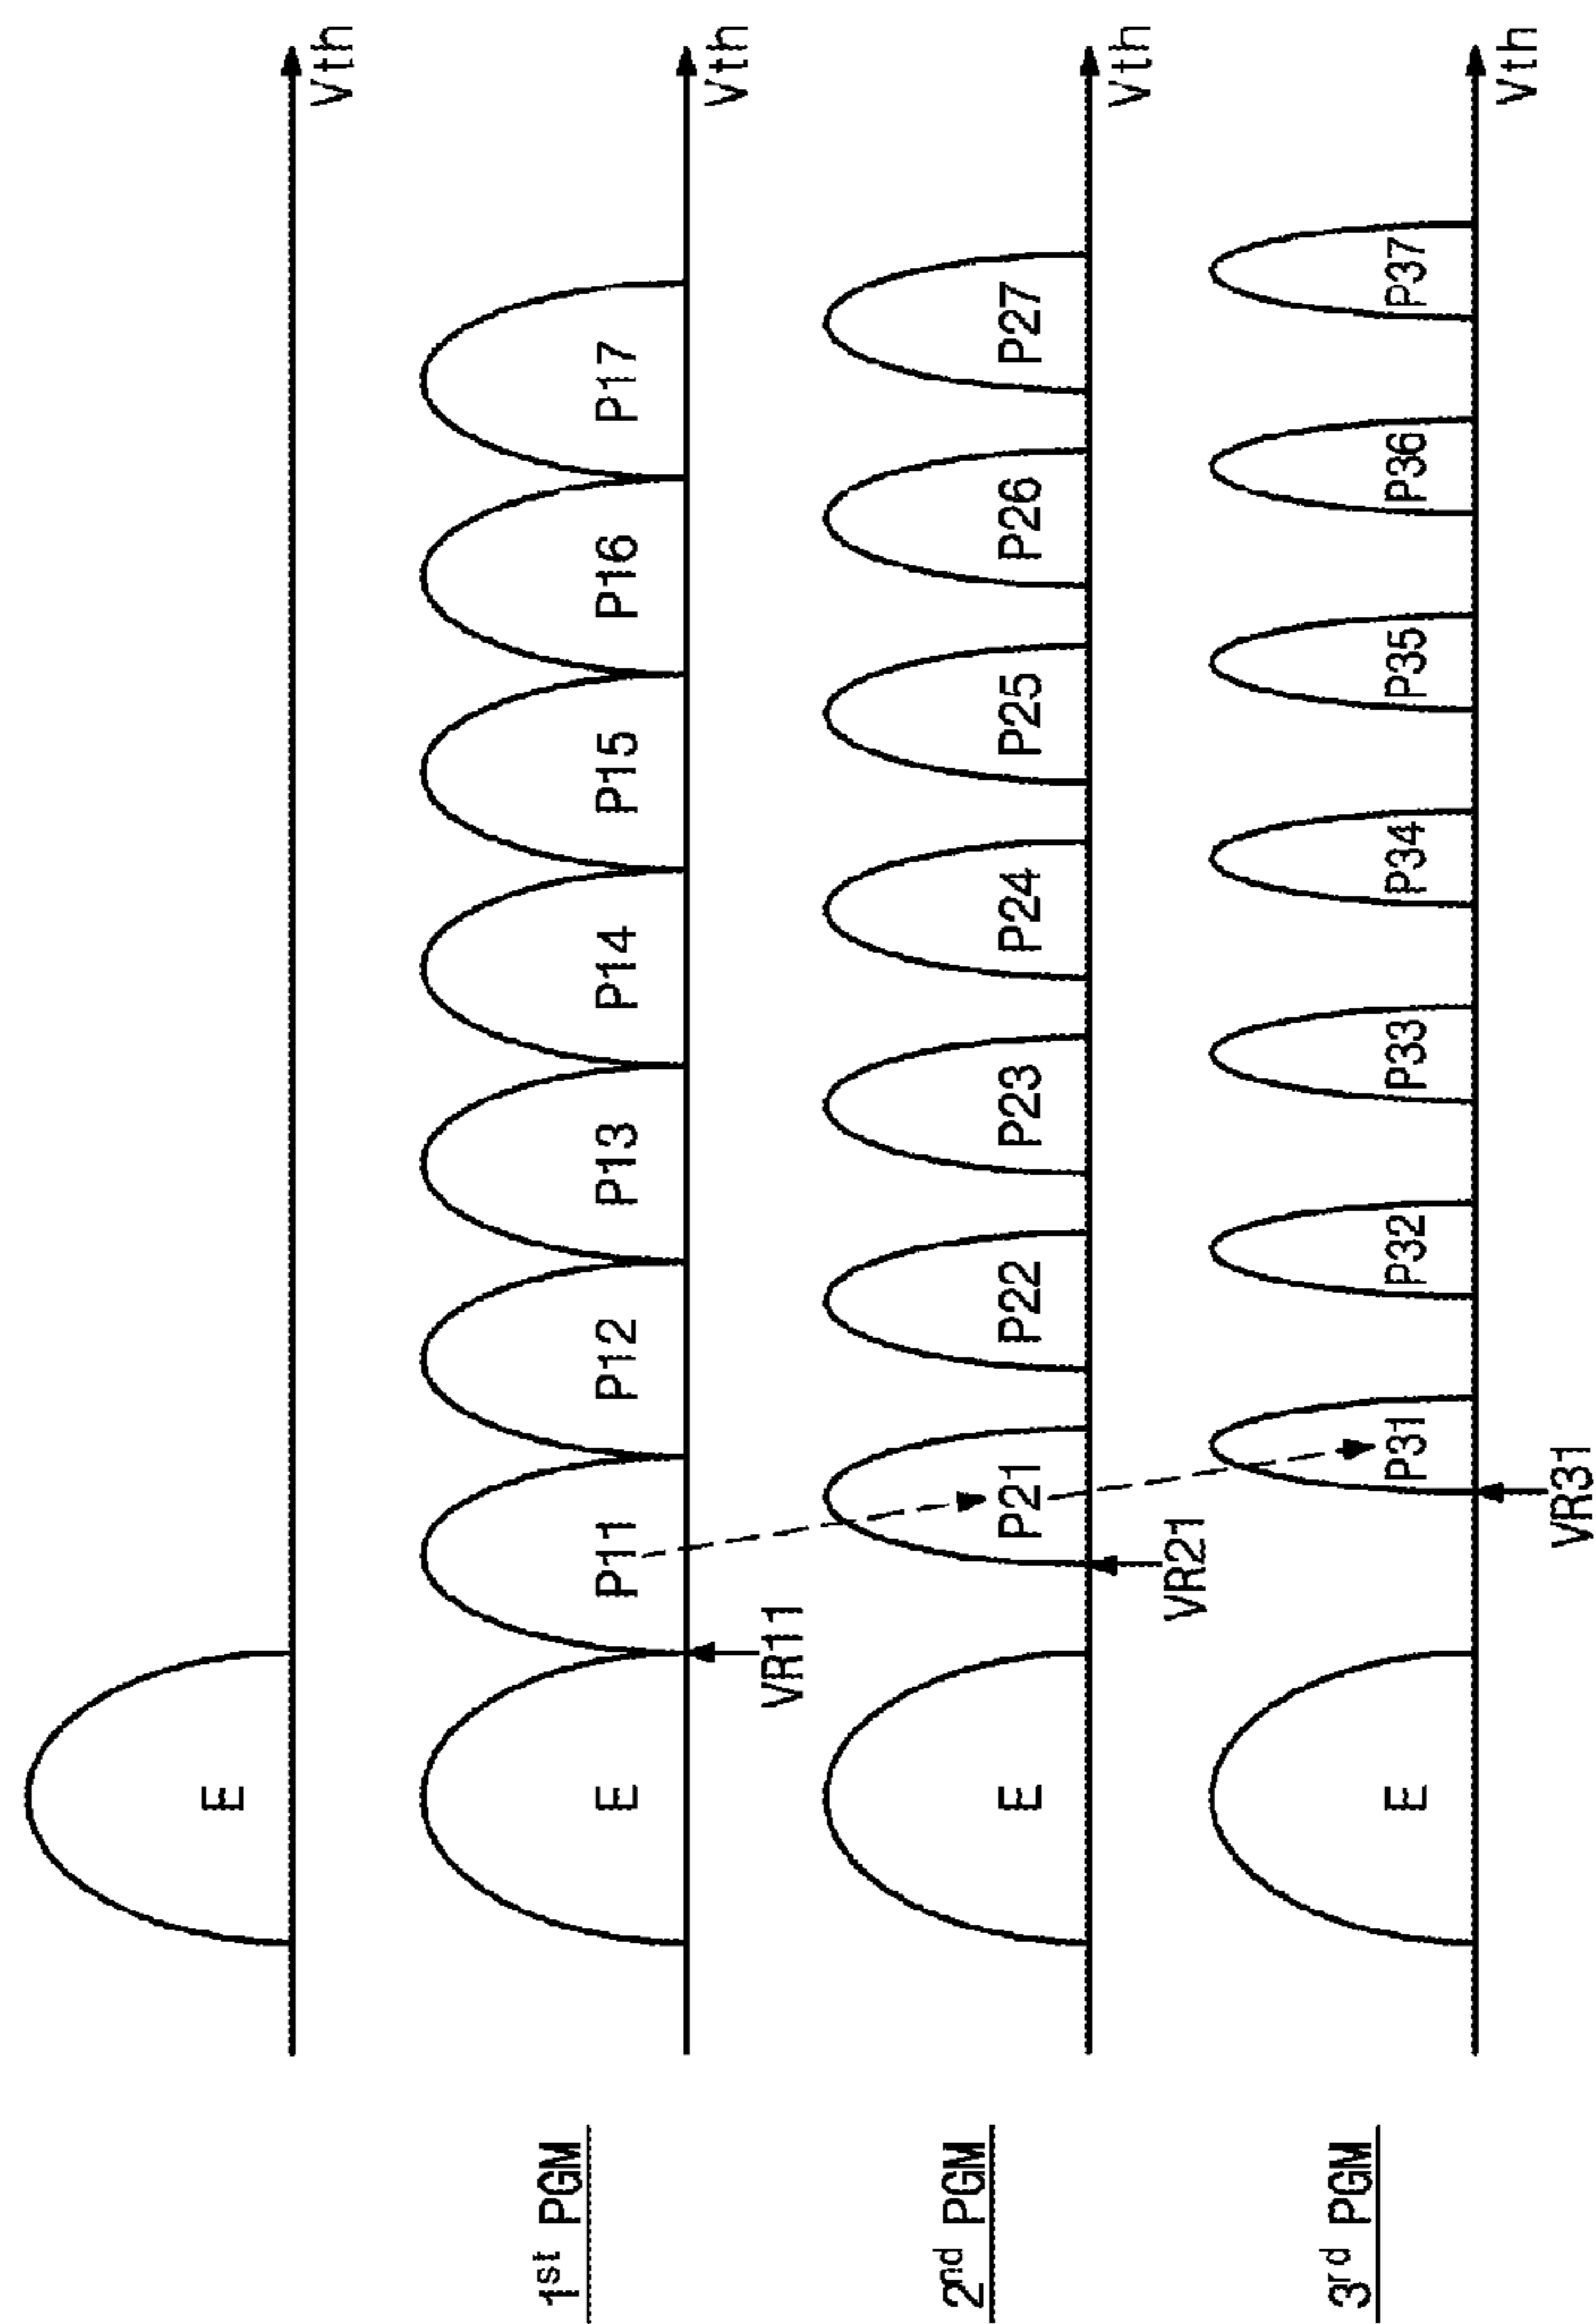 E
Vth
1st PGM
E
P11
P12
P13
P14
P15
P16
P17
VR11
Vth
2nd PGM
E
P21
P22
P23
P24
P25
P26
P27
VR21
Vth
3rd PGM
E
P31
P32
P33
P34
P35
P36
P37
VR31
Vth